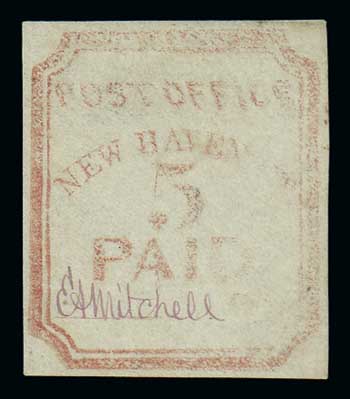 POST OFFICE
NEW HAVEN
5
PAID
E A Mitchell